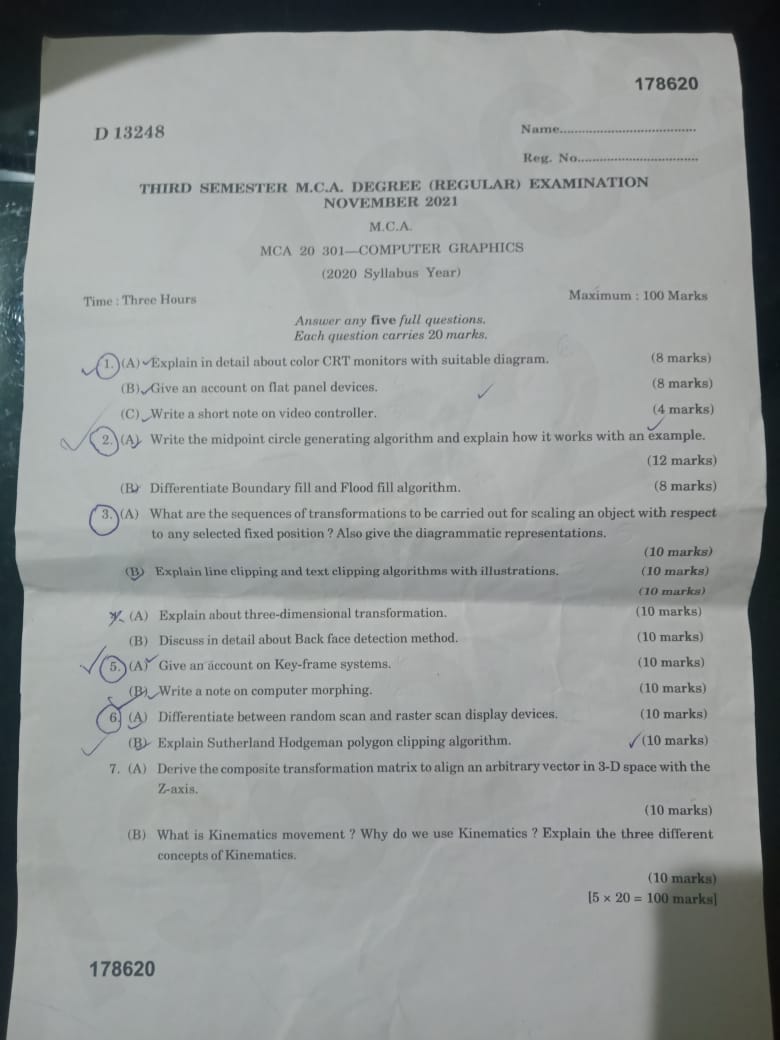 178620
D 13248
Name...................................
Reg. No................................
THIRD SEMESTER M.C.A. DEGREE (REGULAR) EXAMINATION
NOVEMBER 2021
M.C.A.
MCA 20 301—COMPUTER GRAPHICS
(2020 Syllabus Year)
Time : Three Hours Maximum : 100 Marks
Answer any five full questions.
Each question carries 20 marks.
1. (A) Explain in detail about color CRT monitors with suitable diagram. (8 marks)
(B) Give an account on flat panel devices. (8 marks)
(C) Write a short note on video controller. (4 marks)
2. (A) Write the midpoint circle generating algorithm and explain how it works with an example.
(12 marks)
(B) Differentiate Boundary fill and Flood fill algorithm. (8 marks)
3. (A) What are the sequences of transformations to be carried out for scaling an object with respect
to any selected fixed position ? Also give the diagrammatic representations.
(10 marks)
(B) Explain line clipping and text clipping algorithms with illustrations. (10 marks)
(10 marks)
(A) Explain about three-dimensional transformation. (10 marks)
(B) Discuss in detail about Back face detection method. (10 marks)
5. (A) Give an account on Key-frame systems. (10 marks)
(B) Write a note on computer morphing. (10 marks)
6. (A) Differentiate between random scan and raster scan display devices. (10 marks)
(B) Explain Sutherland Hodgeman polygon clipping algorithm. (10 marks)
7. (A) Derive the composite transformation matrix to align an arbitrary vector in 3-D space with the
Z-axis.
(10 marks)
(B) What is Kinematics movement ? Why do we use Kinematics ? Explain the three different
concepts of Kinematics.
(10 marks)
[5 × 20 = 100 marks]
178620